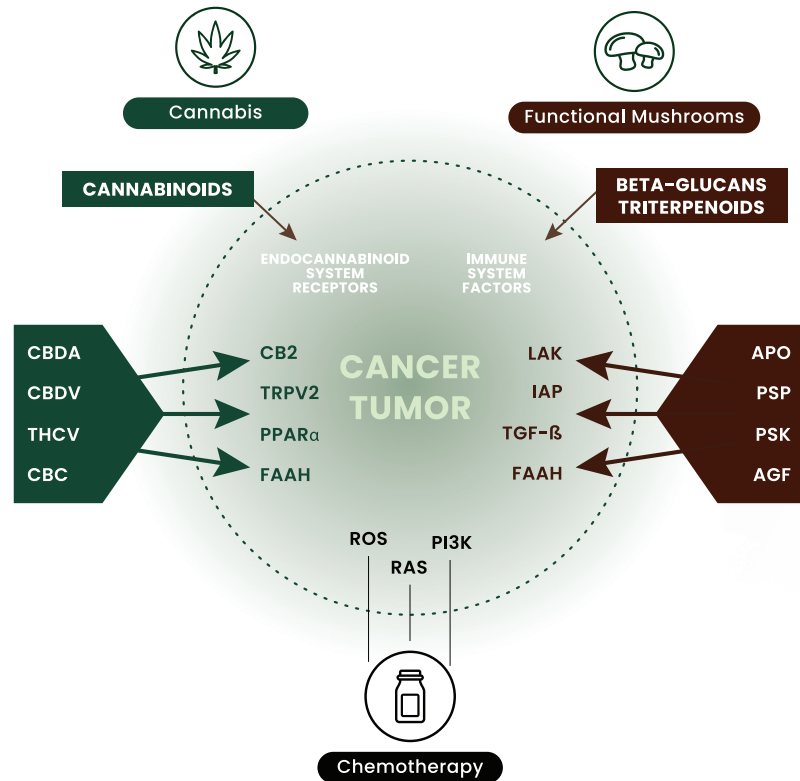 Cannabis
Functional Mushrooms
CANNABINOIDS
BETA-GLUCANS
TRITERPENOIDS
ENDOCANNABINOID
SYSTEM
RECEPTORS
IMMUNE
SYSTEM
FACTORS
CBDA
CBDV
THCV
CBC
CB2
TRPV2
PPARα
FAAH
CANCER
TUMOR
LAK
IAP
TGF-ß
FAAH
APO
PSP
PSK
AGF
ROS
RAS
PI3K
Chemotherapy